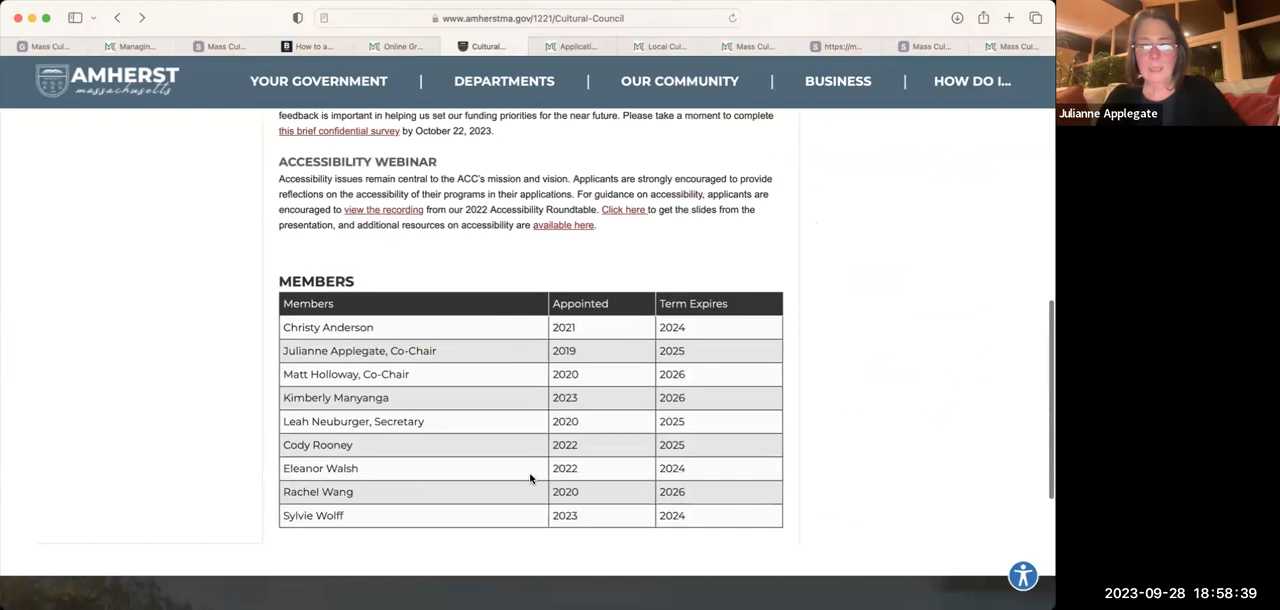 www.amherstma.gov/1221/Cultural-Council
Mass Cul...
Managin...
Mass Cul...
How to a...
Online Gr...
Cultural...
Applicati...
Local Cul...
Mass Cul...
https://m...
Mass Cul...
Mass Cul...
AMHERST
massachusetts
YOUR GOVERNMENT | DEPARTMENTS | OUR COMMUNITY | BUSINESS | HOW DO I...
feedback is important in helping us set our funding priorities for the near future. Please take a moment to complete
this brief confidential survey by October 22, 2023.
ACCESSIBILITY WEBINAR
Accessibility issues remain central to the ACC's mission and vision. Applicants are strongly encouraged to provide
reflections on the accessibility of their programs in their applications. For guidance on accessibility, applicants are
encouraged to view the recording from our 2022 Accessibility Roundtable. Click here to get the slides from the
presentation, and additional resources on accessibility are available here.
MEMBERS
Members Appointed Term Expires
Christy Anderson 2021 2024
Julianne Applegate, Co-Chair 2019 2025
Matt Holloway, Co-Chair 2020 2026
Kimberly Manyanga 2023 2026
Leah Neuburger, Secretary 2020 2025
Cody Rooney 2022 2025
Eleanor Walsh 2022 2024
Rachel Wang 2020 2026
Sylvie Wolff 2023 2024
Julianne Applegate
2023-09-28 18:58:39